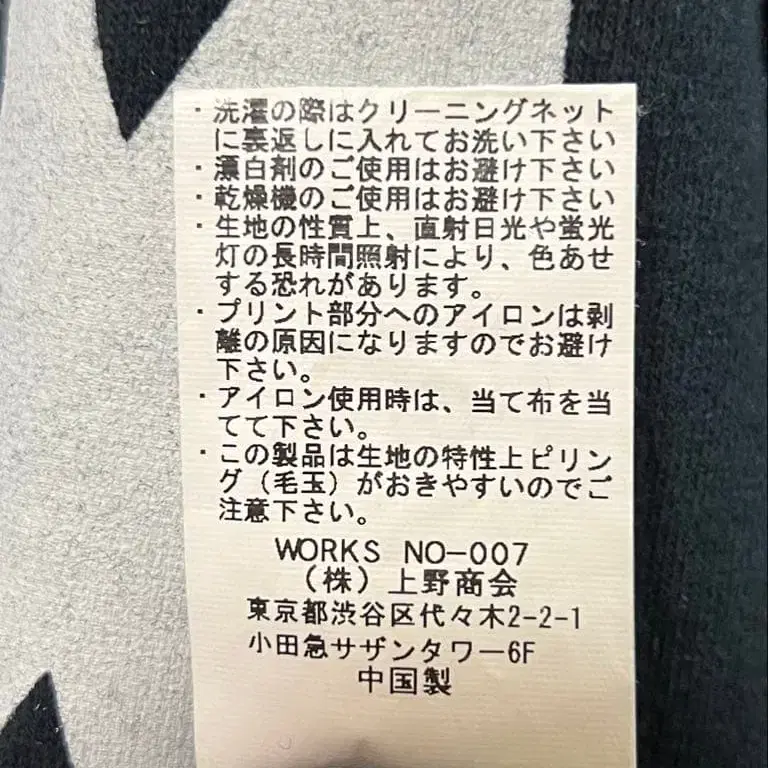 ・洗濯の際はクリーニングネット
に裏返しに入れてお洗い下さい
・漂白剤のご使用はお避け下さい
・乾燥機のご使用はお避け下さい
・生地の性質上、直射日光や蛍光
灯の長時間照射により、色あせ
する恐れがあります。
・プリント部分へのアイロンは剥
離の原因になりますのでお避け
下さい。
・アイロン使用時は、当て布を当
てて下さい。
・この製品は生地の特性上ピリン
グ（毛玉）がおきやすいのでご
注意下さい。
WORKS NO-007
（株）上野商会
東京都渋谷区代々木2-2-1
小田急サザンタワー6F
中国製